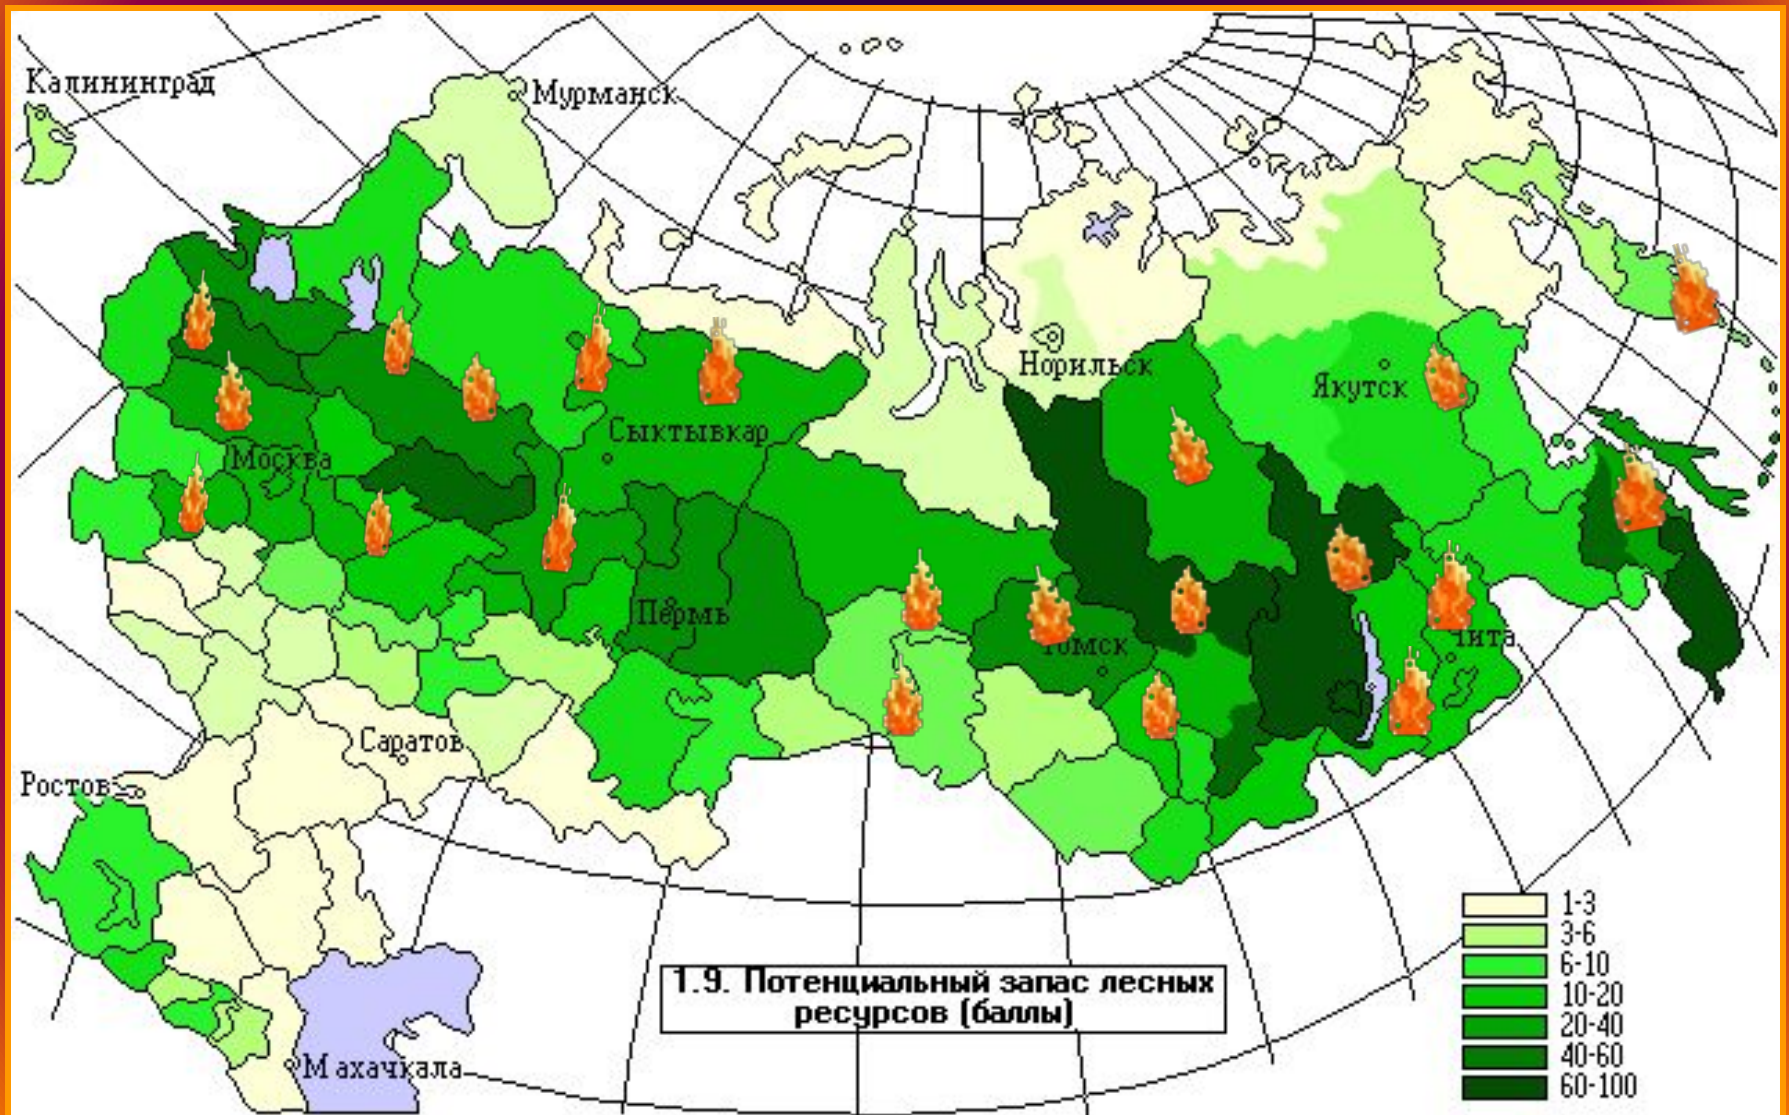 Калининград
Мурманск
Норильск
Якутск
Сыктывкар
Москва
Пермь
Томск
Чита
Саратов
Ростов
1-3
3-6
6-10
10-20
20-40
40-60
60-100
1.9. Потенциальный запас лесных
ресурсов (баллы)
Махачкала